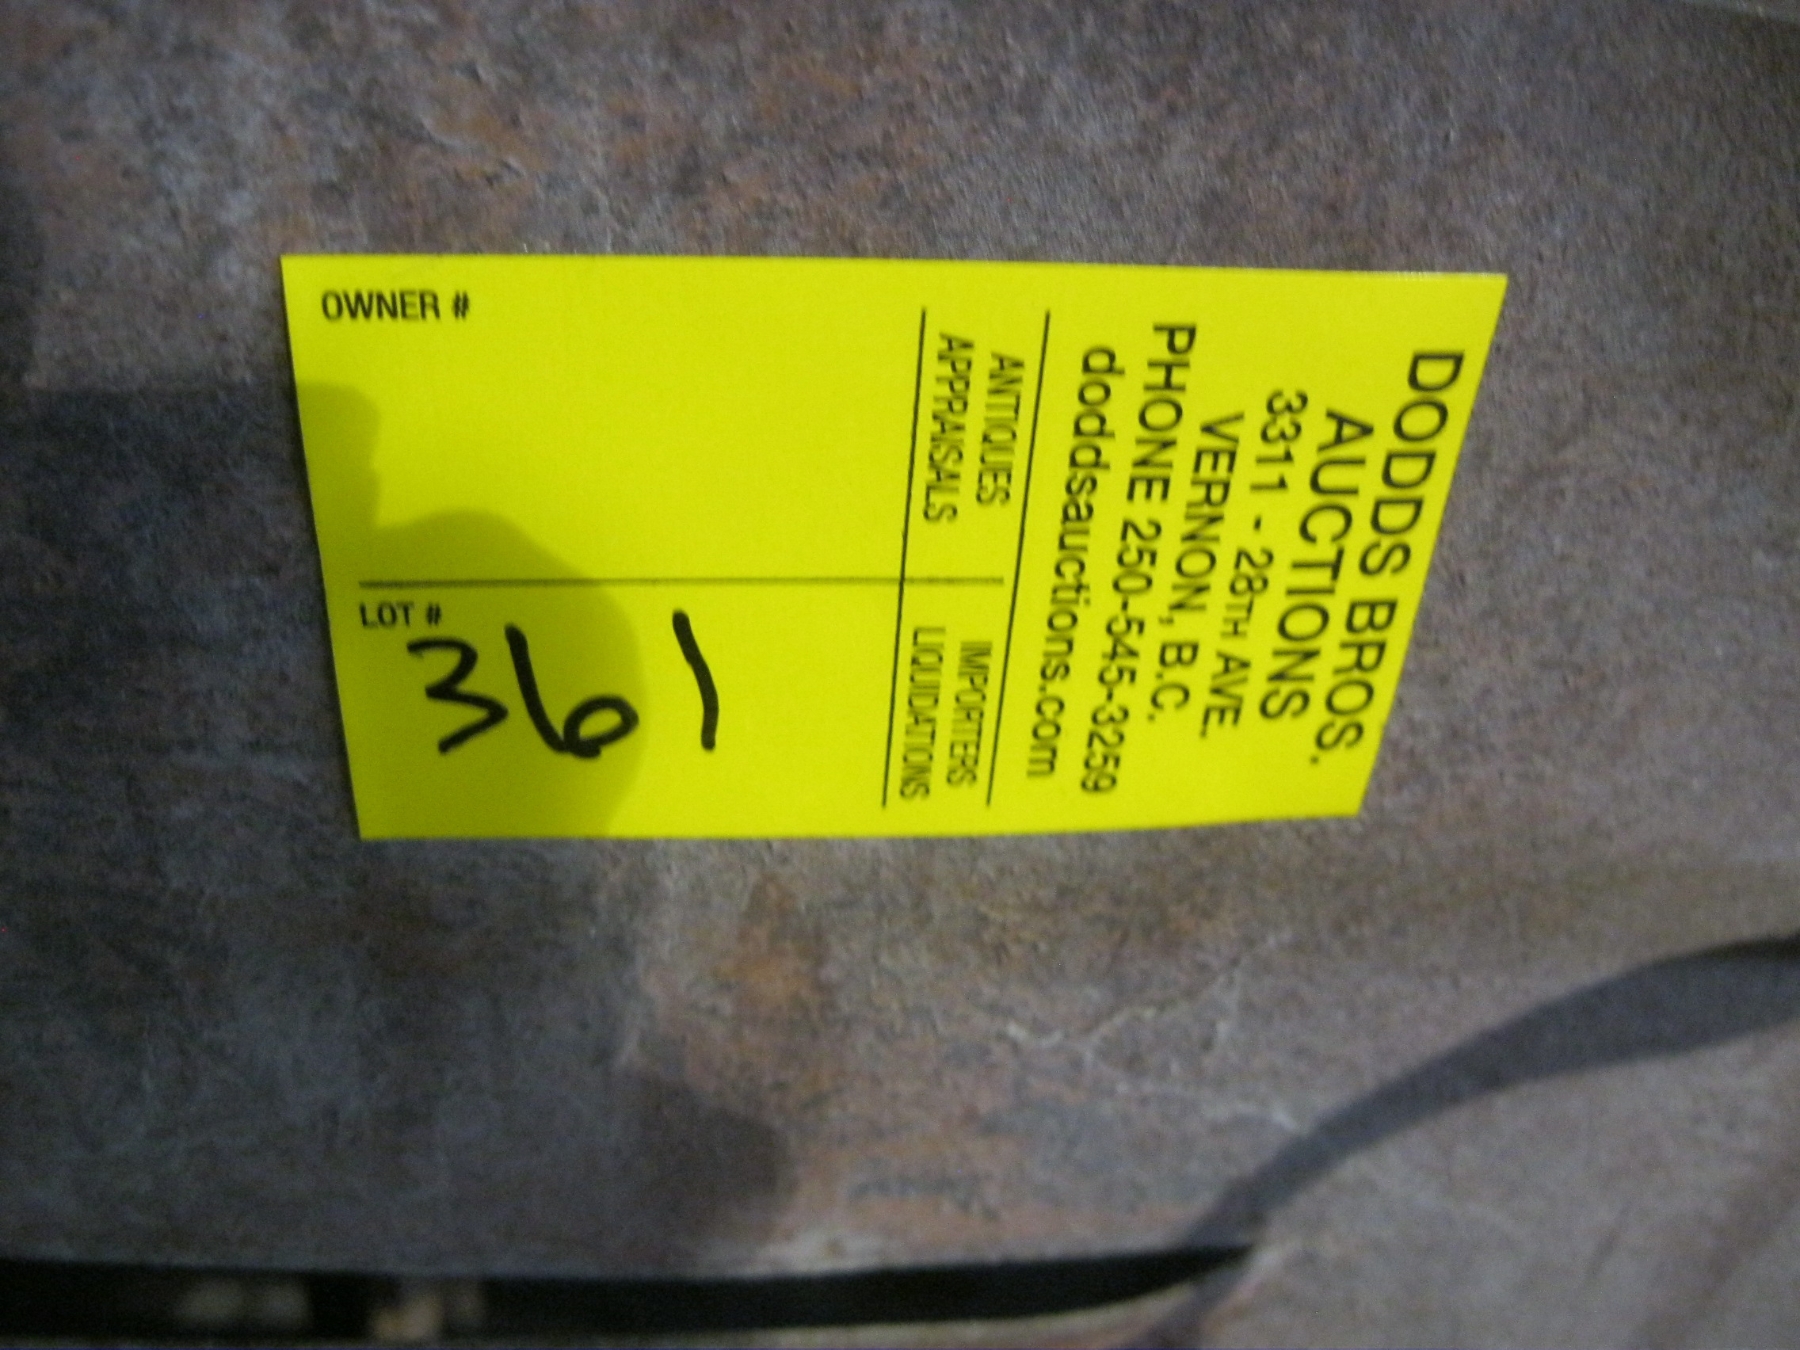 DODDS BROS.
AUCTIONS
3311 - 28TH AVE.
VERNON, B.C.
PHONE 250-545-3259
doddsauctions.com
ANTIQUES IMPORTERS
APPRAISALS LIQUIDATIONS
OWNER #
LOT #
361